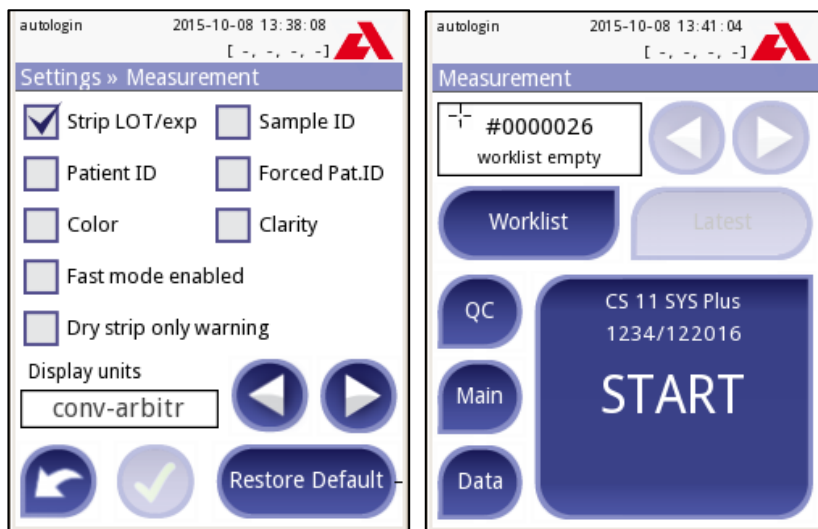 autologin 2015-10-08 13:38:08
[ -, -, -, -]
Settings » Measurement
Strip LOT/exp Sample ID
Patient ID Forced Pat.ID
Color Clarity
Fast mode enabled
Dry strip only warning
Display units
conv-arbitr
Restore Default
autologin 2015-10-08 13:41:04
[ -, -, -, -]
Measurement
#0000026
worklist empty
Worklist Latest
QC
CS 11 SYS Plus
1234/122016
Main
START
Data